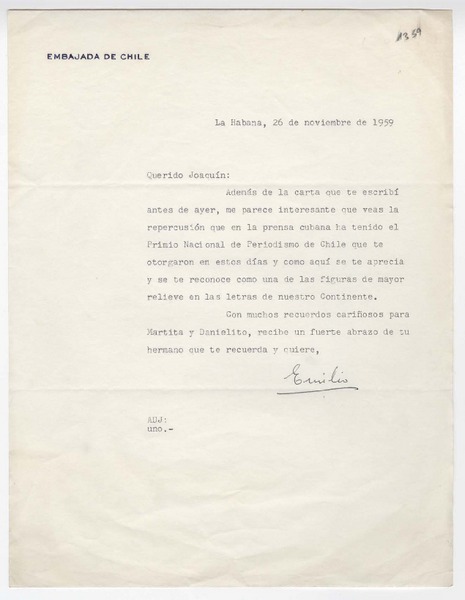 EMBAJADA DE CHILE
La Habana, 26 de noviembre de 1959
Querido Joaquín:
Además de la carta que te escribí
antes de ayer, me parece interesante que veas la
repercusión que en la prensa cubana ha tenido el
Primio Nacional de Periodismo de Chile que te
otorgaron en estos días y como aquí se te aprecia
y se te reconoce como una de las figuras de mayor
relieve en las letras de nuestro Continente.
Con muchos recuerdos cariñosos para
Martita y Danielito, recibe un fuerte abrazo de tu
hermano que te recuerda y quiere,
Emilio
ADJ:
uno.-